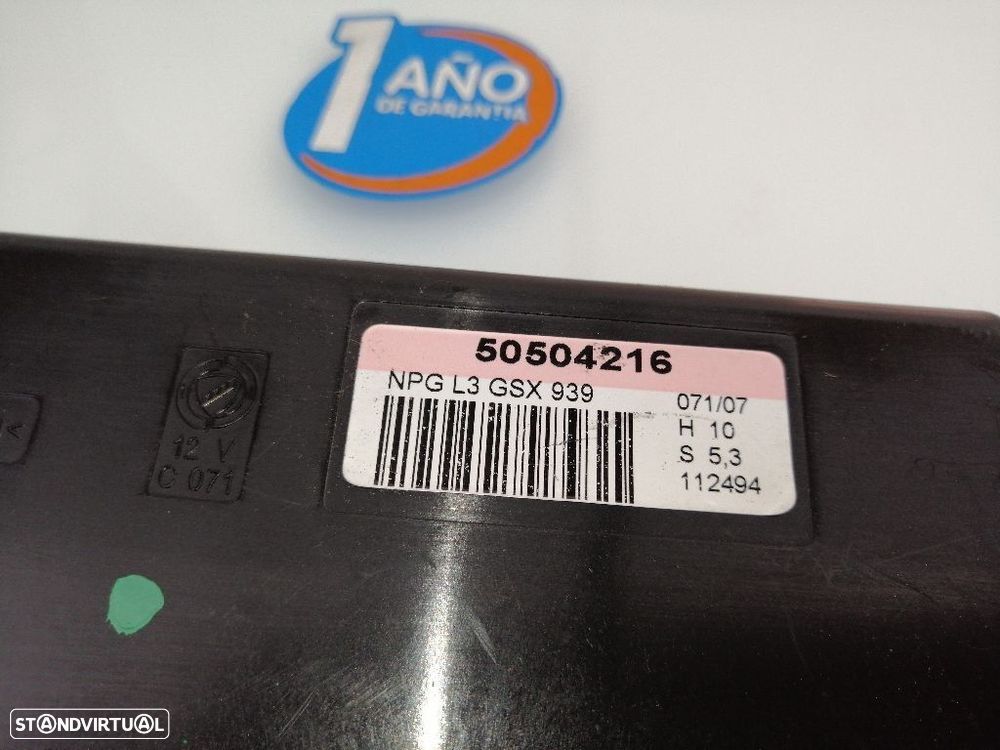 1 AÑO
DE GARANTIA
50504216
NPG L3 GSX 939
071/07
H 10
S 5,3
112494
<
12 V
C 071
STANDVIRTUAL